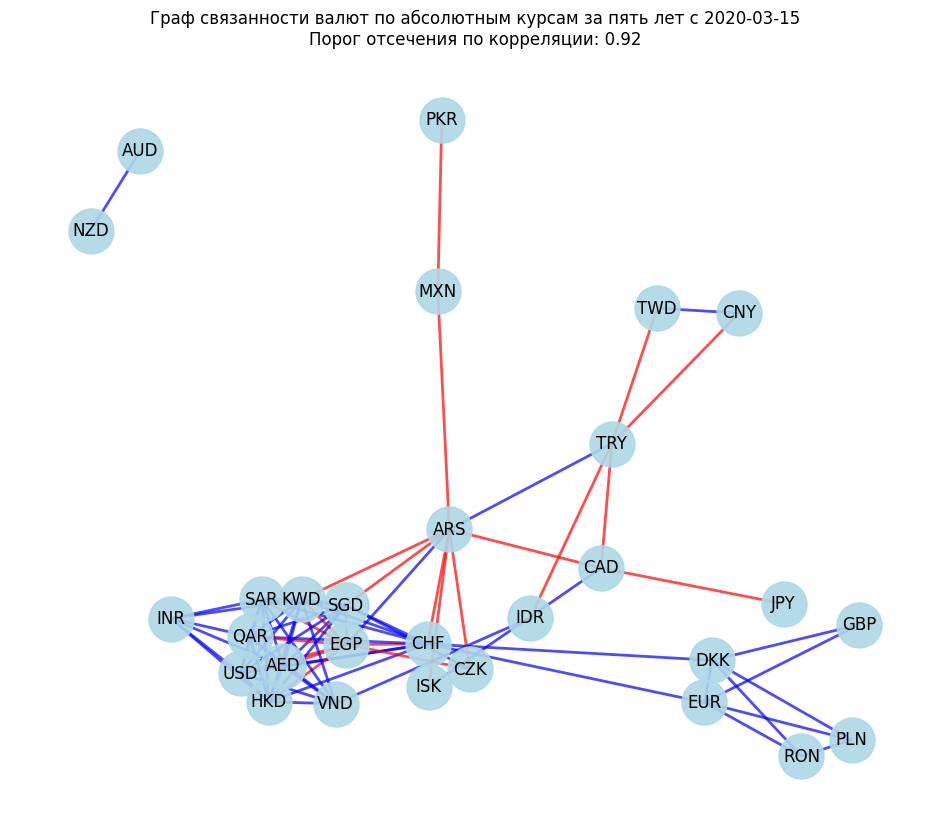 Граф связанности валют по абсолютным курсам за пять лет с 2020-03-15
Порог отсечения по корреляции: 0.92
PKR
AUD
NZD
MXN
TWD
CNY
TRY
ARS
CAD
SAR
KWD
SGD
JPY
INR
IDR
GBP
QAR
EGP
CHF
DKK
AED
USD
CZK
ISK
HKD
VND
EUR
PLN
RON